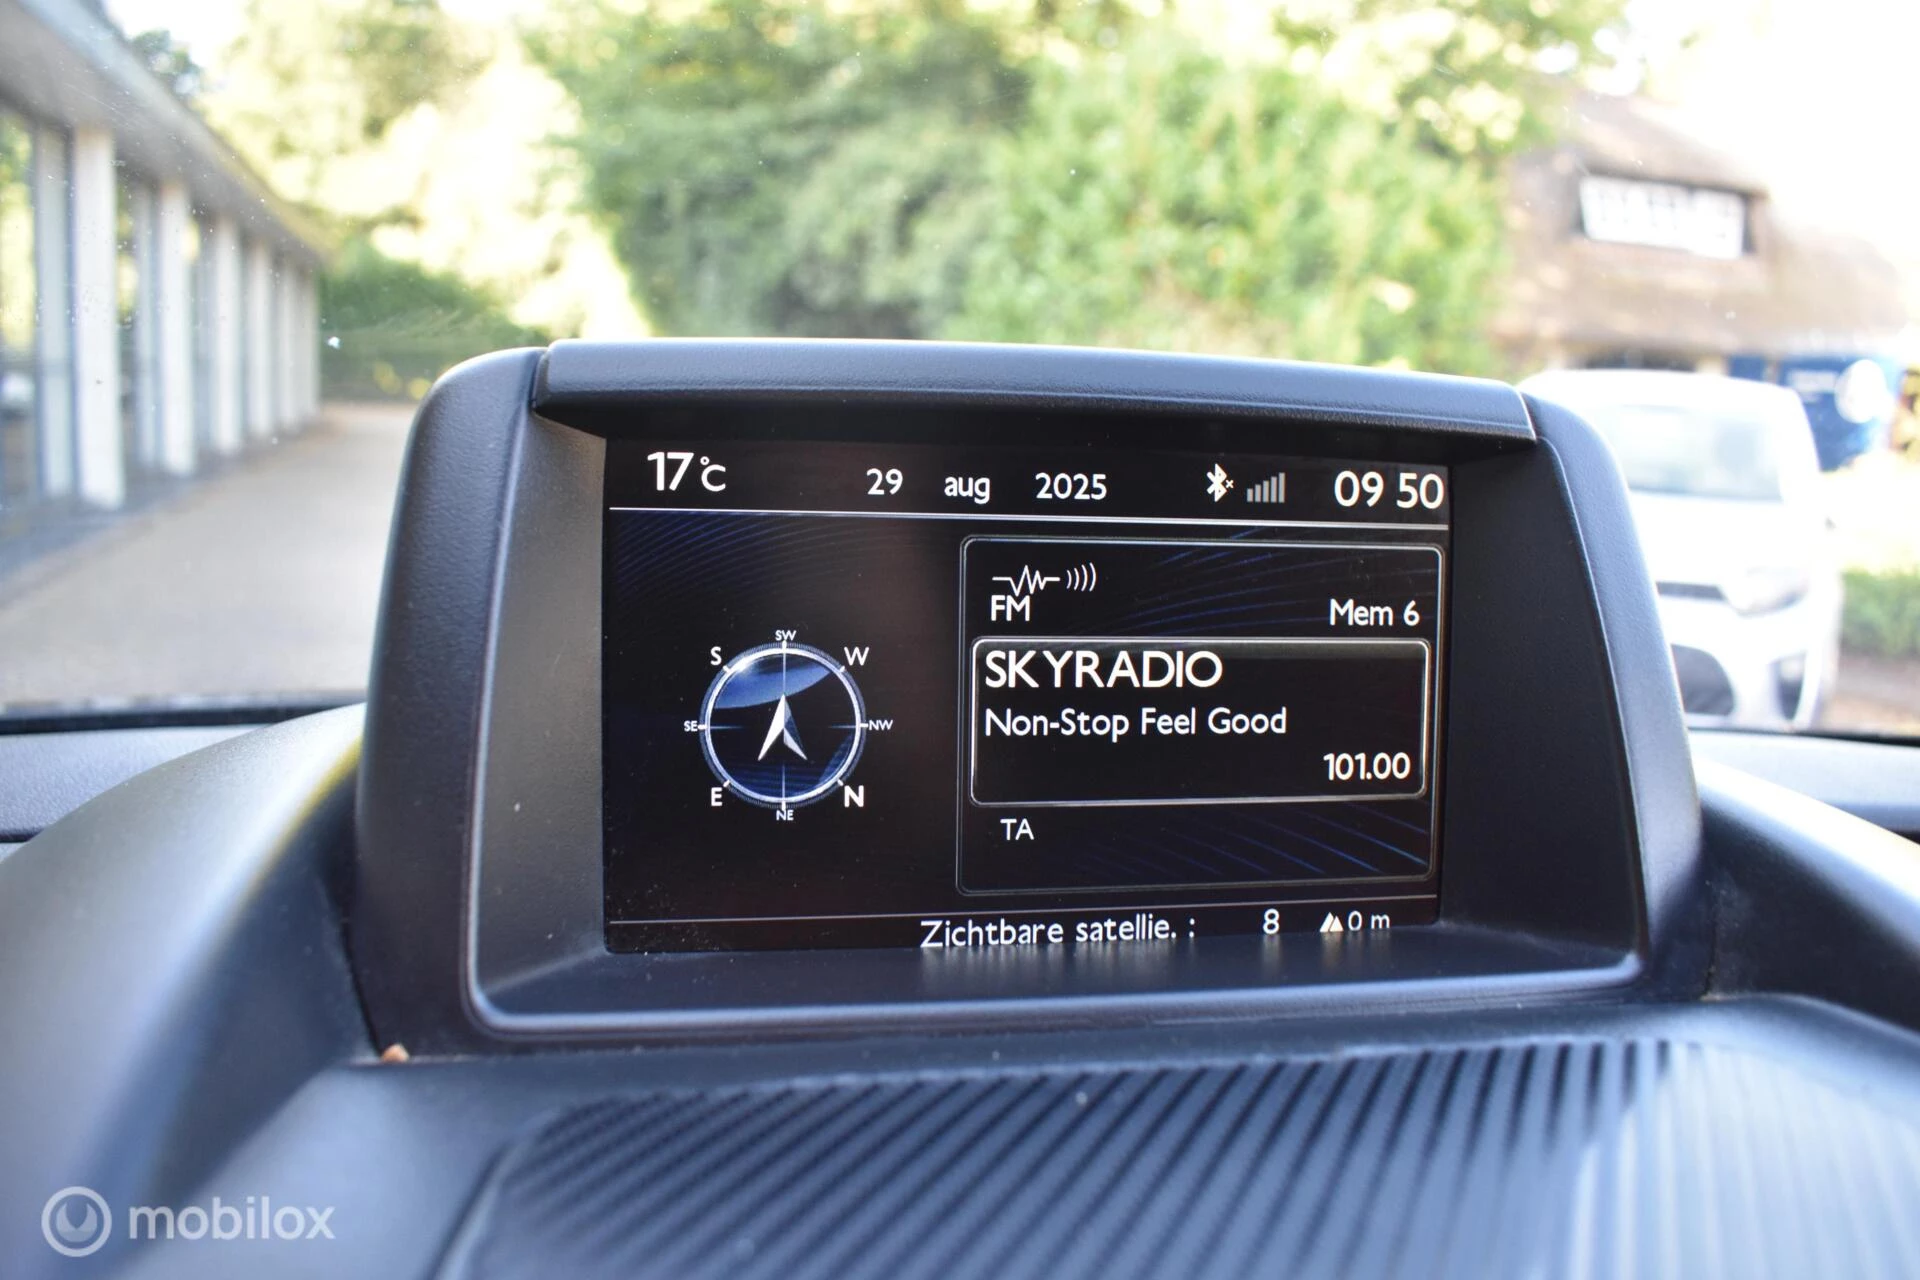 17°C 29 aug 2025 09 50
FM
Mem 6
SKYRADIO
Non-Stop Feel Good
101.00
TA
SW
S W
SE NW
E N
NE
Zichtbare satellie. : 8 0 m
mobilox